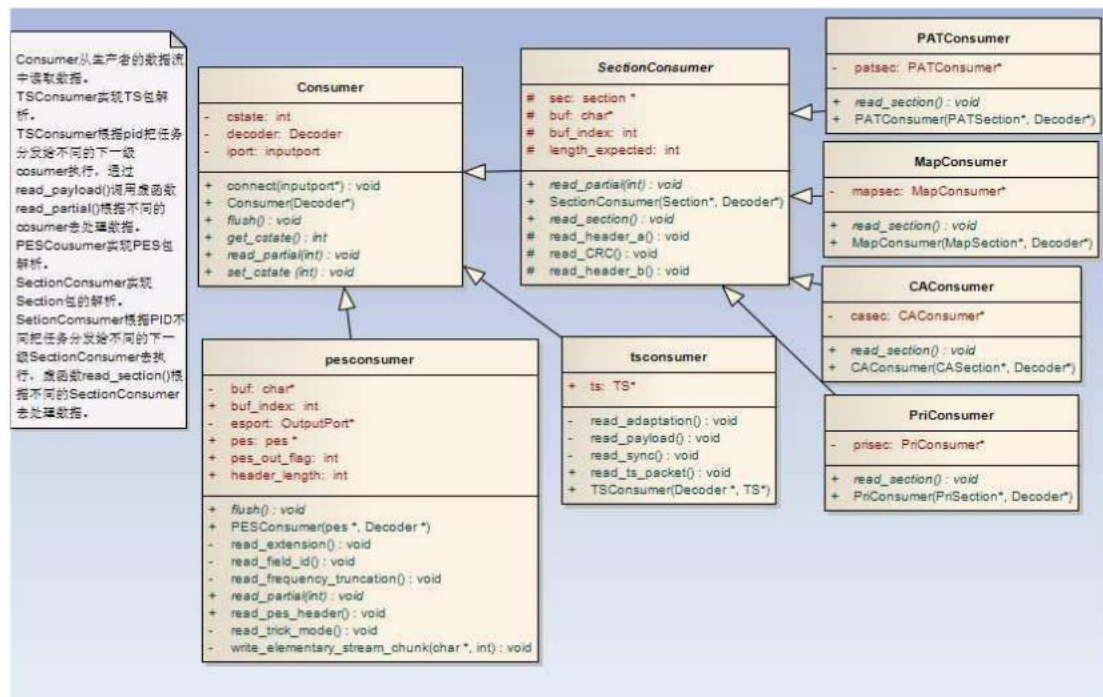 Consumer从生产者的数据流
中读取数据。
TSConsumer实现TS包解
析。
TSConsumer根据pid把任务
分发给不同的下一级
cosumer执行，通过
read_payload()调用虚函数
read_partial()根据不同的
cosumer去处理数据。
PESCousumer实现PES包
解析。
SectionConsumer实现
Section包的解析。
SetionComsumer根据PID不
同把任务分发给不同的下一
级SectionConsumer去执
行，虚函数read_section()根
据不同的SectionConsumer
去处理数据。
Consumer
- cstate: int
- decoder: Decoder
- iport: inputport
+ connect(inputport*) : void
+ Consumer(Decoder*)
+ flush() : void
+ get_cstate() : int
+ read_partial(int) : void
+ set_cstate (int) : void
SectionConsumer
# sec: section *
# buf: char*
# buf_index: int
# length_expected: int
+ read_partial(int) : void
+ SectionConsumer(Section*, Decoder*)
+ read_section() : void
# read_header_a() : void
# read_CRC() : void
# read_header_b() : void
PATConsumer
- patsec: PATConsumer*
+ read_section() : void
+ PATConsumer(PATSection*, Decoder*)
MapConsumer
- mapsec: MapConsumer*
+ read_section() : void
+ MapConsumer(MapSection*, Decoder*)
CAConsumer
- casec: CAConsumer*
+ read_section() : void
+ CAConsumer(CASection*, Decoder*)
PriConsumer
- prisec: PriConsumer*
+ read_section() : void
+ PriConsumer(PriSection*, Decoder*)
pesconsumer
- buf: char*
+ buf_index: int
- esport: OutputPort*
+ pes: pes *
+ pes_out_flag: int
+ header_length: int
+ flush() : void
+ PESConsumer(pes *, Decoder *)
- read_extension() : void
- read_field_id() : void
- read_frequency_truncation() : void
+ read_partial(int) : void
+ read_pes_header() : void
- read_trick_mode() : void
- write_elementary_stream_chunk(char *, int) : void
tsconsumer
+ ts: TS*
- read_adaptation() : void
- read_payload() : void
- read_sync() : void
+ read_ts_packet() : void
+ TSConsumer(Decoder *, TS*)